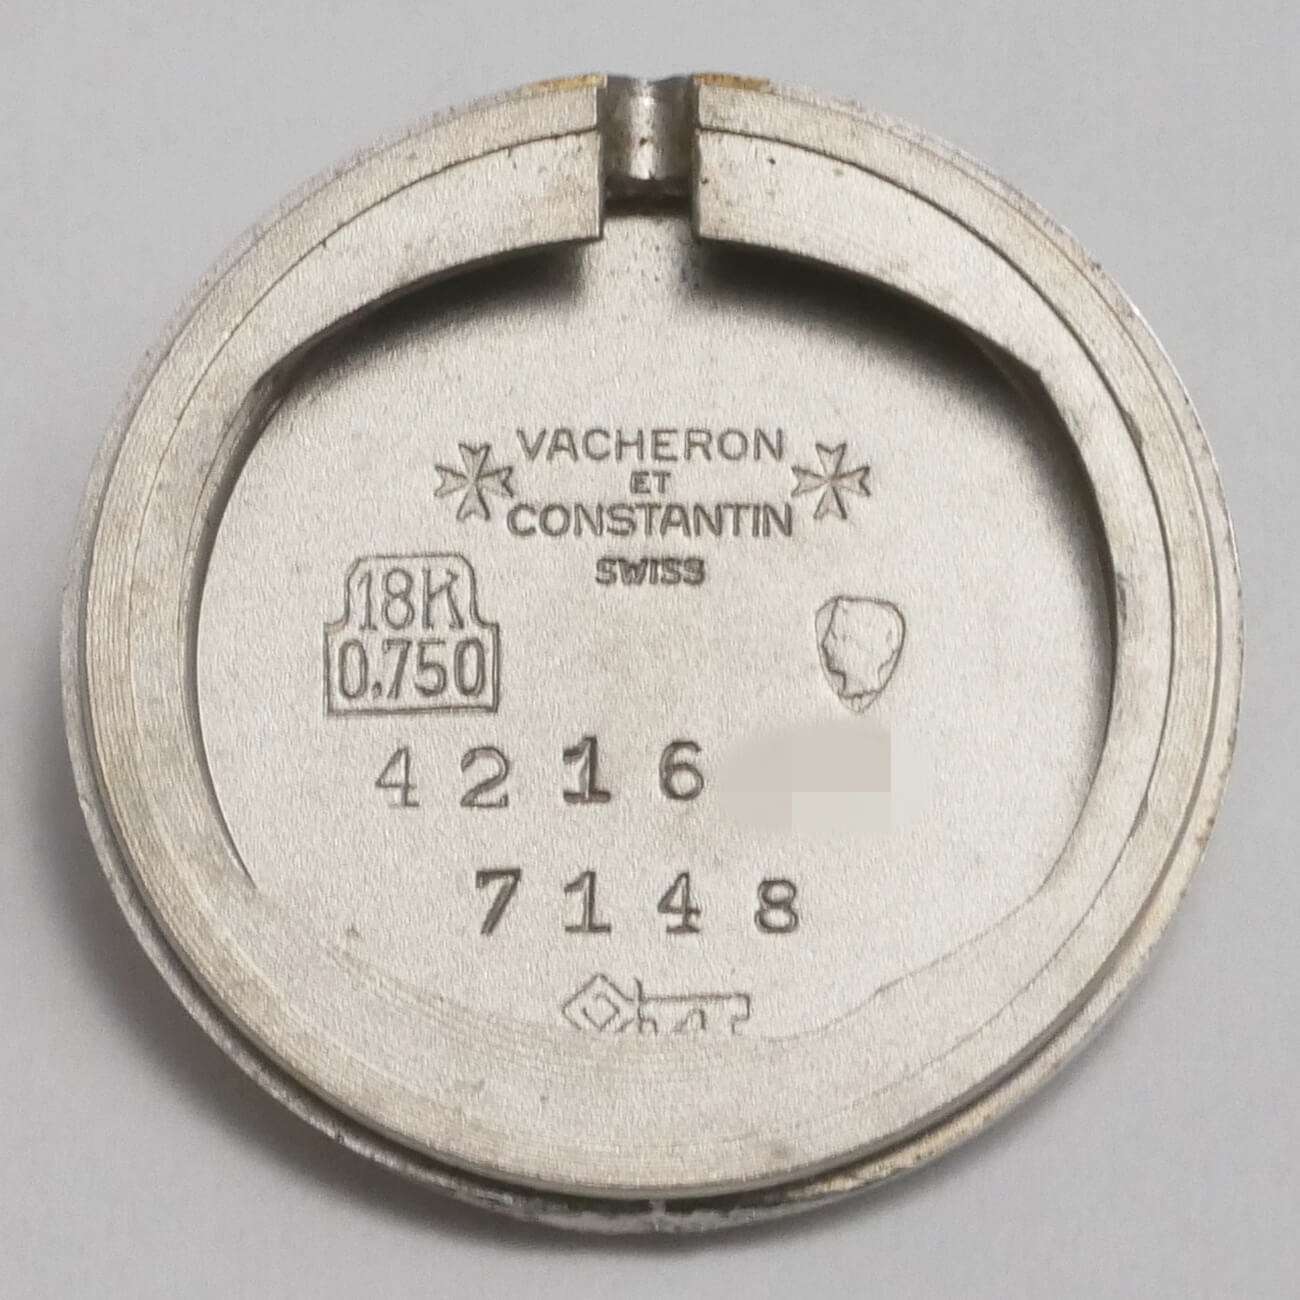 VACHERON
ET
CONSTANTIN
SWISS
18K
0,750
4216
7148